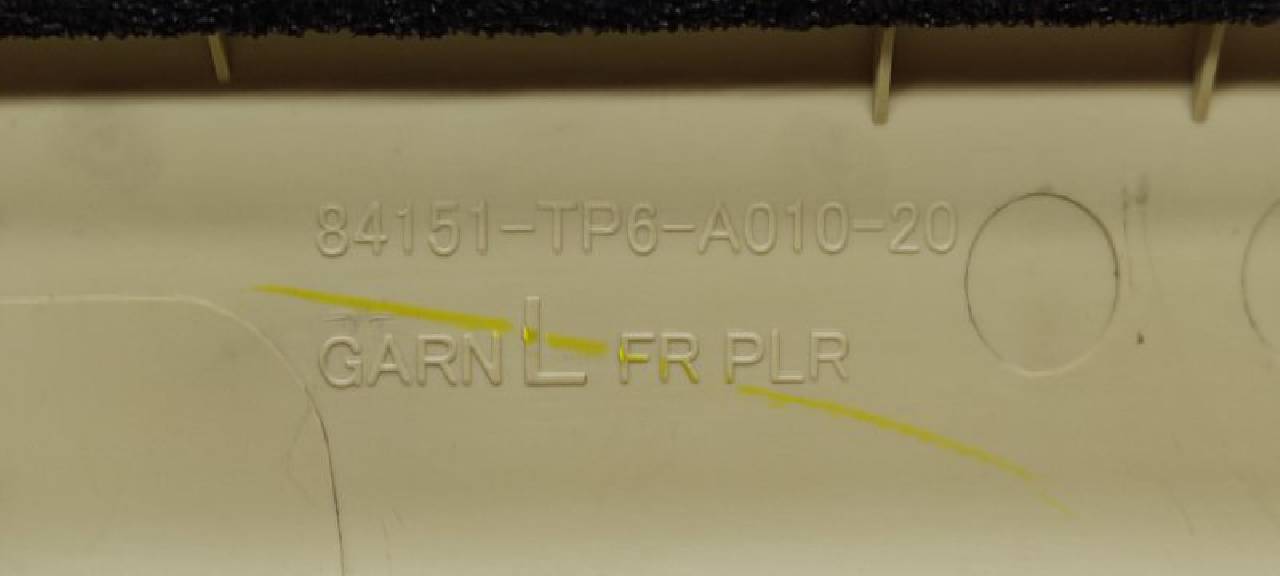 84151-TP6-A010-20
GARN L FR PLR